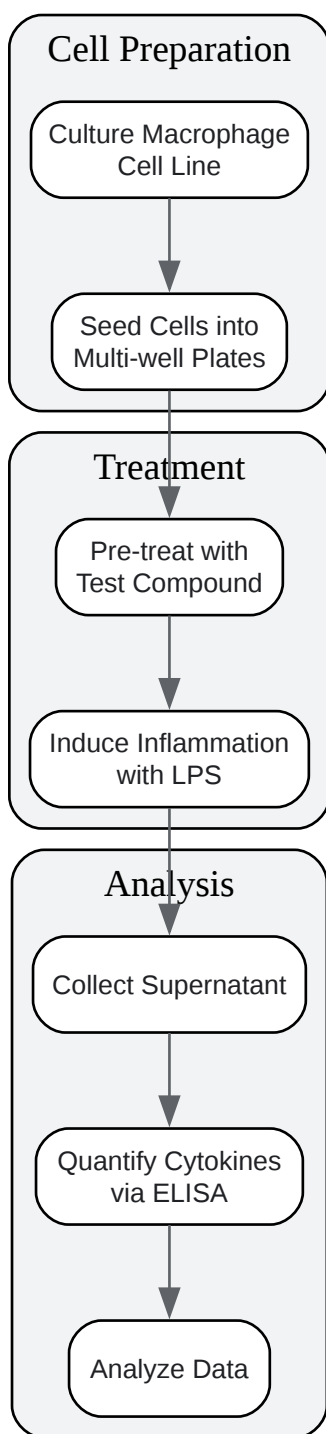 Cell Preparation
Culture Macrophage
Cell Line
Seed Cells into
Multi-well Plates
Treatment
Pre-treat with
Test Compound
Induce Inflammation
with LPS
Analysis
Collect Supernatant
Quantify Cytokines
via ELISA
Analyze Data